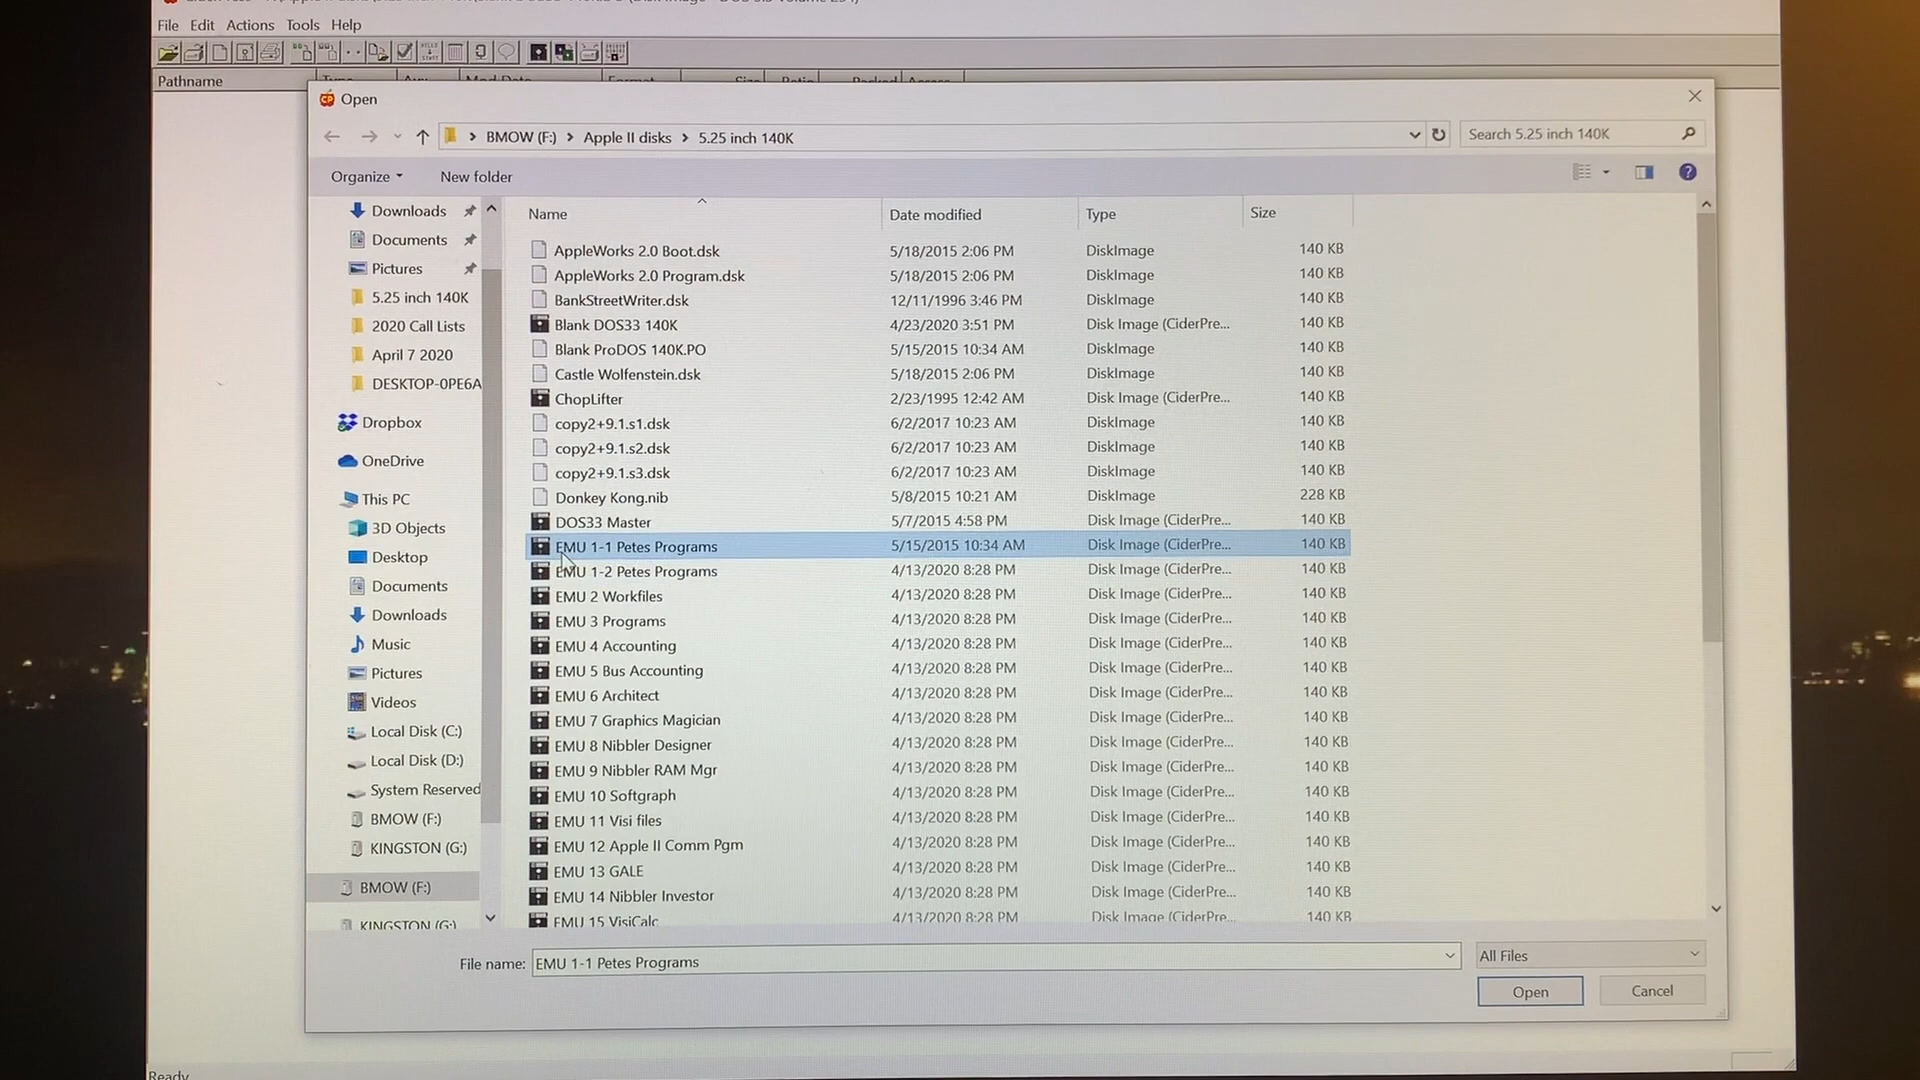 File Edit Actions Tools Help
Pathname
Open
BMOW (F:) > Apple II disks > 5.25 inch 140K
Search 5.25 inch 140K
Organize
New folder
Name Date modified Type Size
AppleWorks 2.0 Boot.dsk 5/18/2015 2:06 PM DiskImage 140 KB
AppleWorks 2.0 Program.dsk 5/18/2015 2:06 PM DiskImage 140 KB
BankStreetWriter.dsk 12/11/1996 3:46 PM DiskImage 140 KB
Blank DOS33 140K 4/23/2020 3:51 PM Disk Image (CiderPre... 140 KB
Blank ProDOS 140K.PO 5/15/2015 10:34 AM DiskImage 140 KB
Castle Wolfenstein.dsk 5/18/2015 2:06 PM DiskImage 140 KB
ChopLifter 2/23/1995 12:42 AM Disk Image (CiderPre... 140 KB
copy2+9.1.s1.dsk 6/2/2017 10:23 AM DiskImage 140 KB
copy2+9.1.s2.dsk 6/2/2017 10:23 AM DiskImage 140 KB
copy2+9.1.s3.dsk 6/2/2017 10:23 AM DiskImage 140 KB
Donkey Kong.nib 5/8/2015 10:21 AM DiskImage 228 KB
DOS33 Master 5/7/2015 4:58 PM Disk Image (CiderPre... 140 KB
EMU 1-1 Petes Programs 5/15/2015 10:34 AM Disk Image (CiderPre... 140 KB
EMU 1-2 Petes Programs 4/13/2020 8:28 PM Disk Image (CiderPre... 140 KB
EMU 2 Workfiles 4/13/2020 8:28 PM Disk Image (CiderPre... 140 KB
EMU 3 Programs 4/13/2020 8:28 PM Disk Image (CiderPre... 140 KB
EMU 4 Accounting 4/13/2020 8:28 PM Disk Image (CiderPre... 140 KB
EMU 5 Bus Accounting 4/13/2020 8:28 PM Disk Image (CiderPre... 140 KB
EMU 6 Architect 4/13/2020 8:28 PM Disk Image (CiderPre... 140 KB
EMU 7 Graphics Magician 4/13/2020 8:28 PM Disk Image (CiderPre... 140 KB
EMU 8 Nibbler Designer 4/13/2020 8:28 PM Disk Image (CiderPre... 140 KB
EMU 9 Nibbler RAM Mgr 4/13/2020 8:28 PM Disk Image (CiderPre... 140 KB
EMU 10 Softgraph 4/13/2020 8:28 PM Disk Image (CiderPre... 140 KB
EMU 11 Visi files 4/13/2020 8:28 PM Disk Image (CiderPre... 140 KB
EMU 12 Apple II Comm Pgm 4/13/2020 8:28 PM Disk Image (CiderPre... 140 KB
EMU 13 GALE 4/13/2020 8:28 PM Disk Image (CiderPre... 140 KB
EMU 14 Nibbler Investor 4/13/2020 8:28 PM Disk Image (CiderPre... 140 KB
EMU 15 VisiCalc 4/13/2020 8:28 PM Disk Image (CiderPre... 140 KB
Downloads
Documents
Pictures
5.25 inch 140K
2020 Call Lists
April 7 2020
DESKTOP-0PE6A
Dropbox
OneDrive
This PC
3D Objects
Desktop
Documents
Downloads
Music
Pictures
Videos
Local Disk (C:)
Local Disk (D:)
System Reserved
BMOW (F:)
KINGSTON (G:)
BMOW (F:)
KINGSTON (G:)
File name: EMU 1-1 Petes Programs
All Files
Open Cancel
Ready